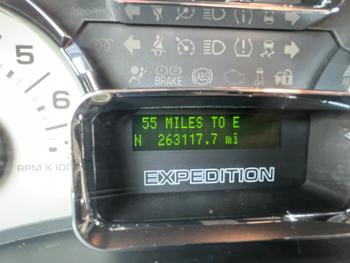 6
5
BRAKE
ABS
55 MILES TO E
N 263117.7 mi
RPM X 100
EXPEDITION